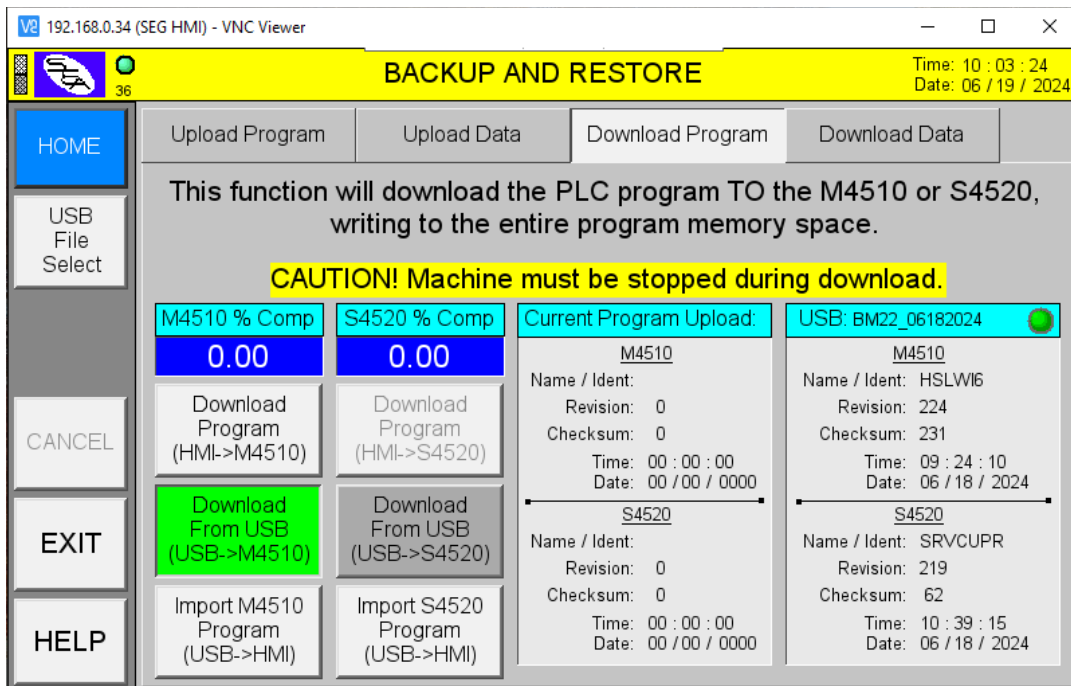 192.168.0.34 (SEG HMI) - VNC Viewer
36
BACKUP AND RESTORE
Time: 10 : 03 : 24
Date: 06 / 19 / 2024
HOME
USB
File
Select
CANCEL
EXIT
HELP
Upload Program
Upload Data
Download Program
Download Data
This function will download the PLC program TO the M4510 or S4520,
writing to the entire program memory space.
CAUTION! Machine must be stopped during download.
M4510 % Comp
0.00
Download
Program
(HMI->M4510)
Download
From USB
(USB->M4510)
Import M4510
Program
(USB->HMI)
S4520 % Comp
0.00
Download
Program
(HMI->S4520)
Download
From USB
(USB->S4520)
Import S4520
Program
(USB->HMI)
Current Program Upload:
M4510
Name / Ident:
Revision: 0
Checksum: 0
Time: 00 : 00 : 00
Date: 00 / 00 / 0000
S4520
Name / Ident:
Revision: 0
Checksum: 0
Time: 00 : 00 : 00
Date: 00 / 00 / 0000
USB: BM22_06182024
M4510
Name / Ident: HSLWI6
Revision: 224
Checksum: 231
Time: 09 : 24 : 10
Date: 06 / 18 / 2024
S4520
Name / Ident: SRVCUPR
Revision: 219
Checksum: 62
Time: 10 : 39 : 15
Date: 06 / 18 / 2024